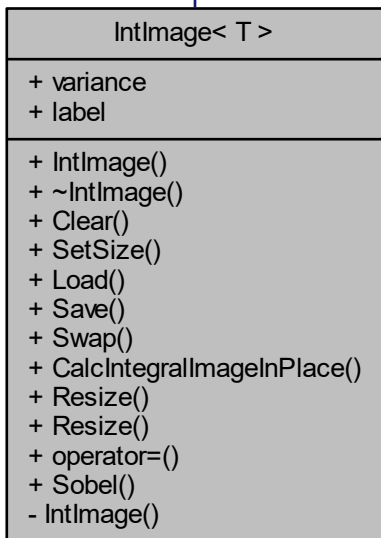 IntImage< T >
+ variance
+ label
+ IntImage()
+ ~IntImage()
+ Clear()
+ SetSize()
+ Load()
+ Save()
+ Swap()
+ CalcIntegralImageInPlace()
+ Resize()
+ Resize()
+ operator=()
+ Sobel()
- IntImage()